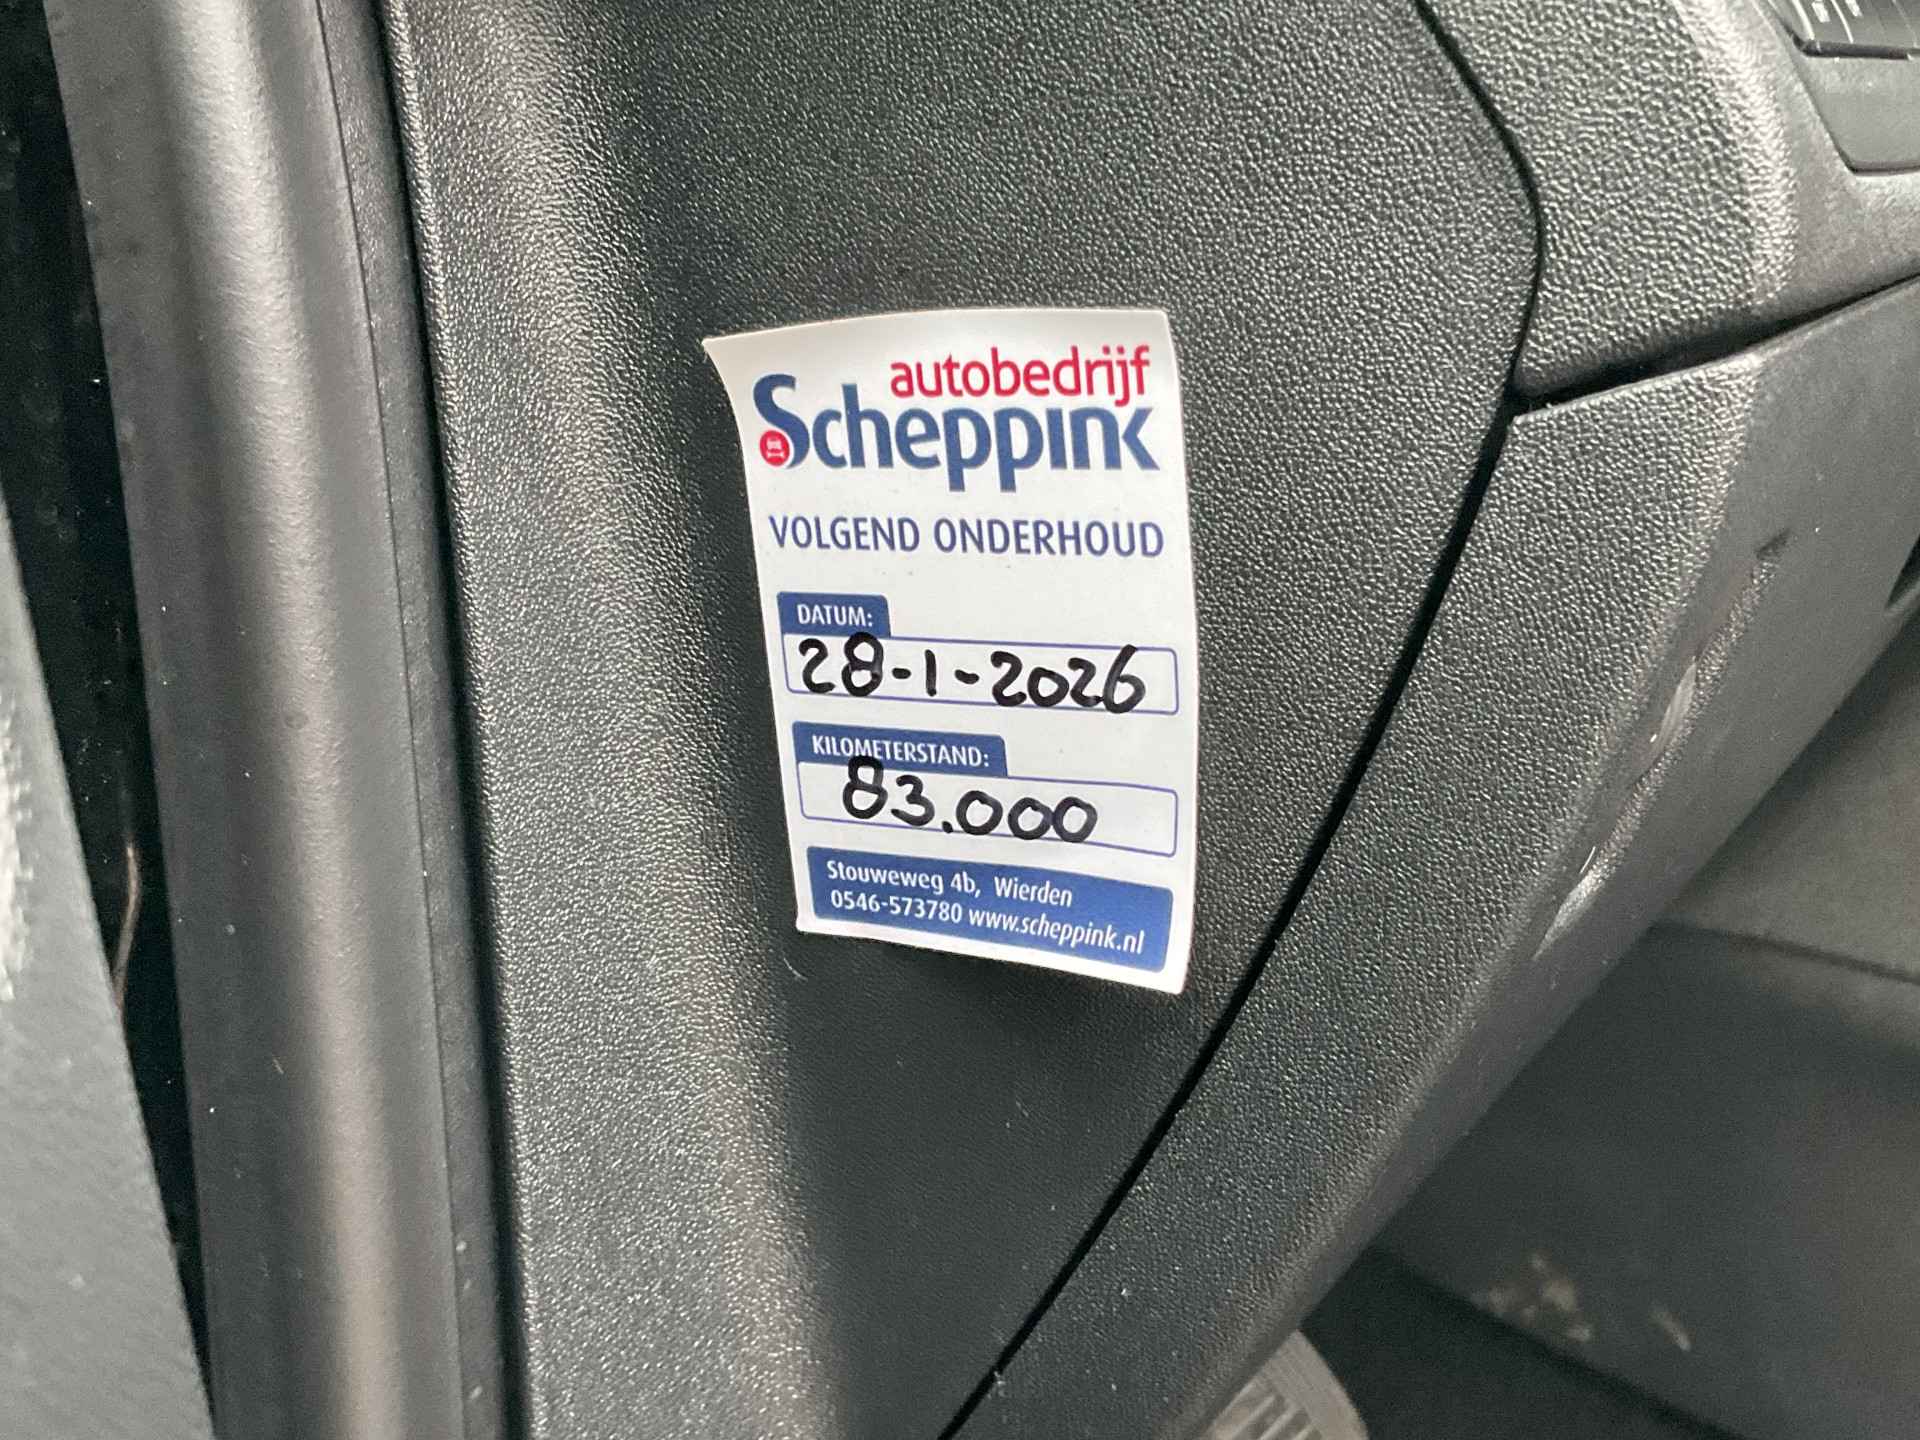 autobedrijf
Scheppink
VOLGEND ONDERHOUD
DATUM:
28-1-2026
KILOMETERSTAND:
83.000
Stouweweg 4b, Wierden
0546-573780 www.scheppink.nl